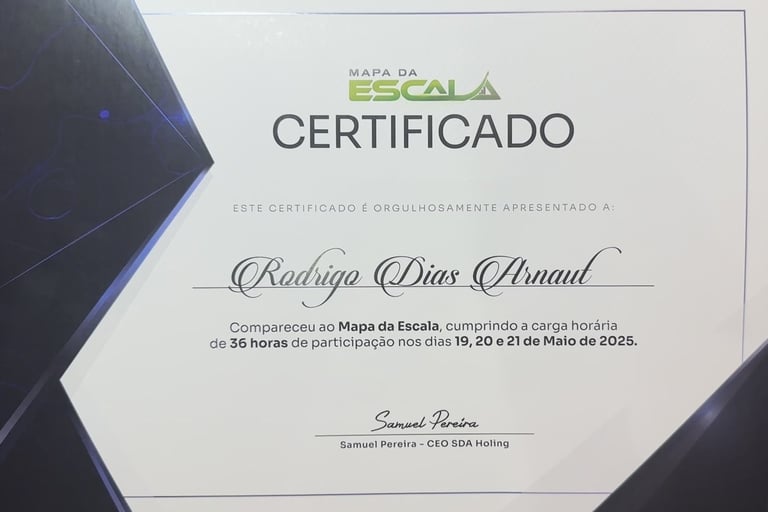 MAPA DA
ESCALA
CERTIFICADO
ESTE CERTIFICADO É ORGULHOSAMENTE APRESENTADO A:
Rodrigo Dias Arnaut
Compareceu ao Mapa da Escala, cumprindo a carga horária
de 36 horas de participação nos dias 19, 20 e 21 de Maio de 2025.
Samuel Pereira
Samuel Pereira - CEO SDA Holing